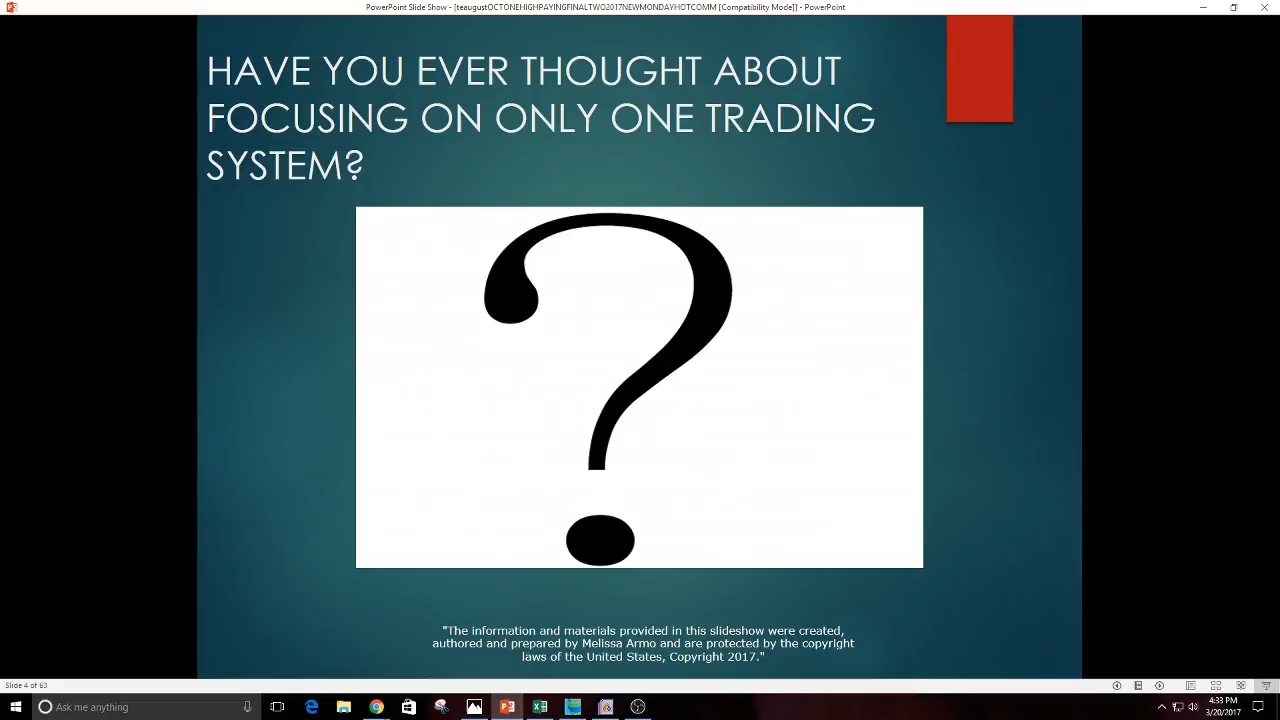 PowerPoint Slide Show - [teaugustOCTONEHIGHPAYINGFINALTWO2017NEWMONDAYHOTCOMM [Compatibility Mode]] - PowerPoint
HAVE YOU EVER THOUGHT ABOUT
FOCUSING ON ONLY ONE TRADING
SYSTEM?
?
"The information and materials provided in this slideshow were created,
authored and prepared by Melissa Armo and are protected by the copyright
laws of the United States, Copyright 2017."
Slide 4 of 63
Ask me anything
4:33 PM
3/20/2017